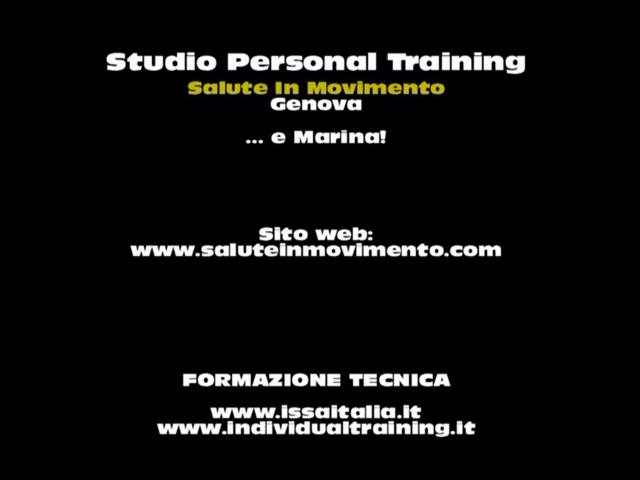 Studio Personal Training
Salute In Movimento
Genova
... e Marina!
Sito web:
www.saluteinmovimento.com
FORMAZIONE TECNICA
www.issaitalia.it
www.individualtraining.it